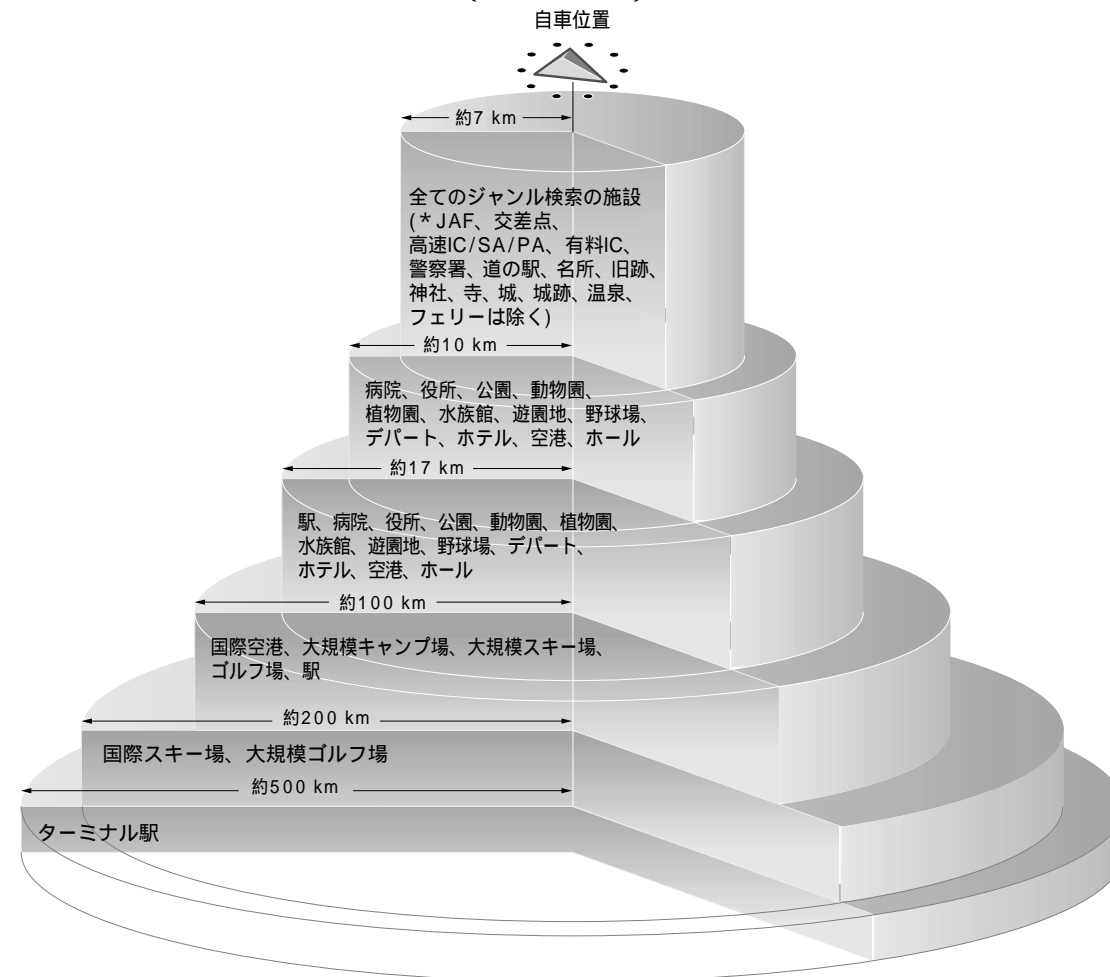 自車位置
約7 km
全てのジャンル検索の施設
(＊JAF、交差点、
高速IC/SA/PA、有料IC、
警察署、道の駅、名所、旧跡、
神社、寺、城、城跡、温泉、
フェリーは除く)
約10 km
病院、役所、公園、動物園、
植物園、水族館、遊園地、野球場、
デパート、ホテル、空港、ホール
約17 km
駅、病院、役所、公園、動物園、植物園、
水族館、遊園地、野球場、デパート、
ホテル、空港、ホール
約100 km
国際空港、大規模キャンプ場、大規模スキー場、
ゴルフ場、駅
約200 km
国際スキー場、大規模ゴルフ場
約500 km
ターミナル駅